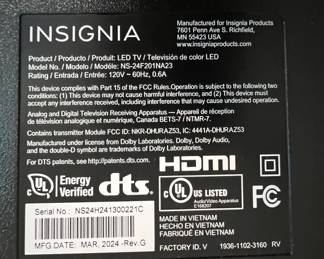 INSIGNIA
Manufactured for Insignia Products
7601 Penn Ave S. Richfield,
MN 55423 USA
www.insigniaproducts.com
Product / Producto / Produit: LED TV / Televisión de color LED
Model No. / Modelo / Modèle: NS-24F201NA23
Rating / Entrada / Entrée: 120V ~ 60Hz, 0.6A
This device complies with Part 15 of the FCC Rules.Operation is subject to the following two
conditions: (1)This device may not cause harmful interference, and (2)This device must
accept any interference received, including interference that may cause undesired operation.
Analog and Digital Television Receiving Apparatus — Appareil de réception
de télévision analogique et numérique, Canada BETS-7 / NTMR-7.
Contains transmitter Module FCC ID: NKR-DHURAZ53, IC: 4441A-DHURAZ53
Manufactured under license from Dolby Laboratories. Dolby, Dolby Audio, and
the double-D symbol are trademarks of Dolby Laboratories.
For DTS patents, see http://patents.dts.com.
HDMI
UL
Energy
Verified
dts
C UL US LISTED
Audio/Video Apparatus
E168207
FC
Serial No.: NS24H241300221C
MFG.DATE: MAR, 2024 -Rev.G
MADE IN VIETNAM
HECHO EN VIETNAM
FABRIQUÉ AU VIETNAM
FACTORY ID. V 1936-1102-3160 RV